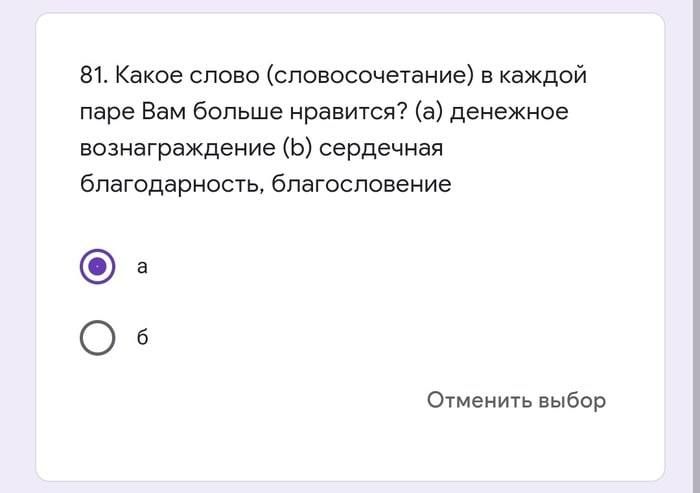 81. Какое слово (словосочетание) в каждой
паре Вам больше нравится? (a) денежное
вознаграждение (b) сердечная
благодарность, благословение
а
б
Отменить выбор